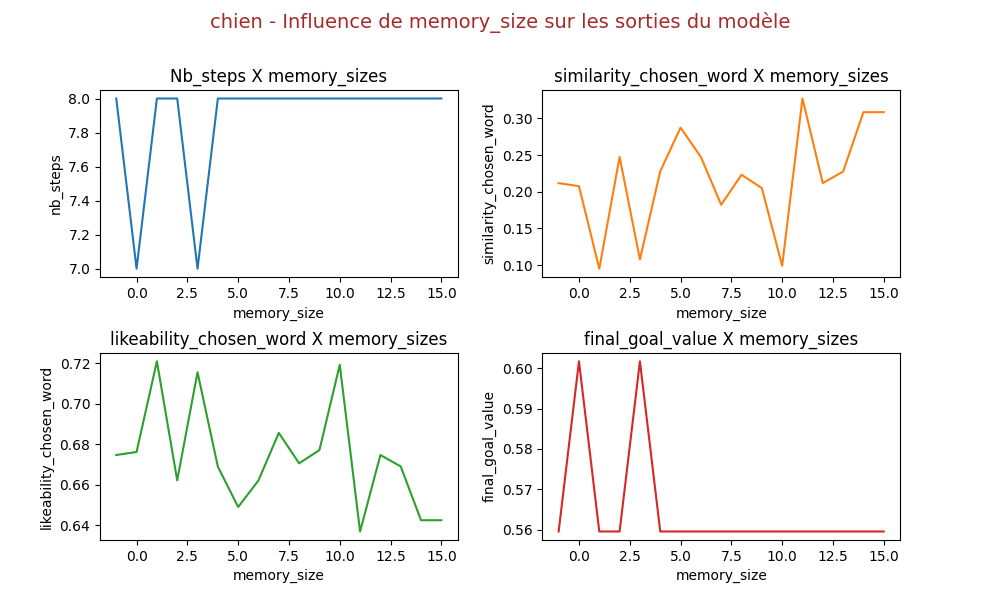 chien - Influence de memory_size sur les sorties du modèle
Nb_steps X memory_sizes
8.0
7.8
7.6
7.4
7.2
7.0
nb_steps
0.0 2.5 5.0 7.5 10.0 12.5 15.0
memory_size
similarity_chosen_word X memory_sizes
0.30
0.25
0.20
0.15
0.10
similarity_chosen_word
0.0 2.5 5.0 7.5 10.0 12.5 15.0
memory_size
likeability_chosen_word X memory_sizes
0.72
0.70
0.68
0.66
0.64
likeability_chosen_word
0.0 2.5 5.0 7.5 10.0 12.5 15.0
memory_size
final_goal_value X memory_sizes
0.60
0.59
0.58
0.57
0.56
final_goal_value
0.0 2.5 5.0 7.5 10.0 12.5 15.0
memory_size